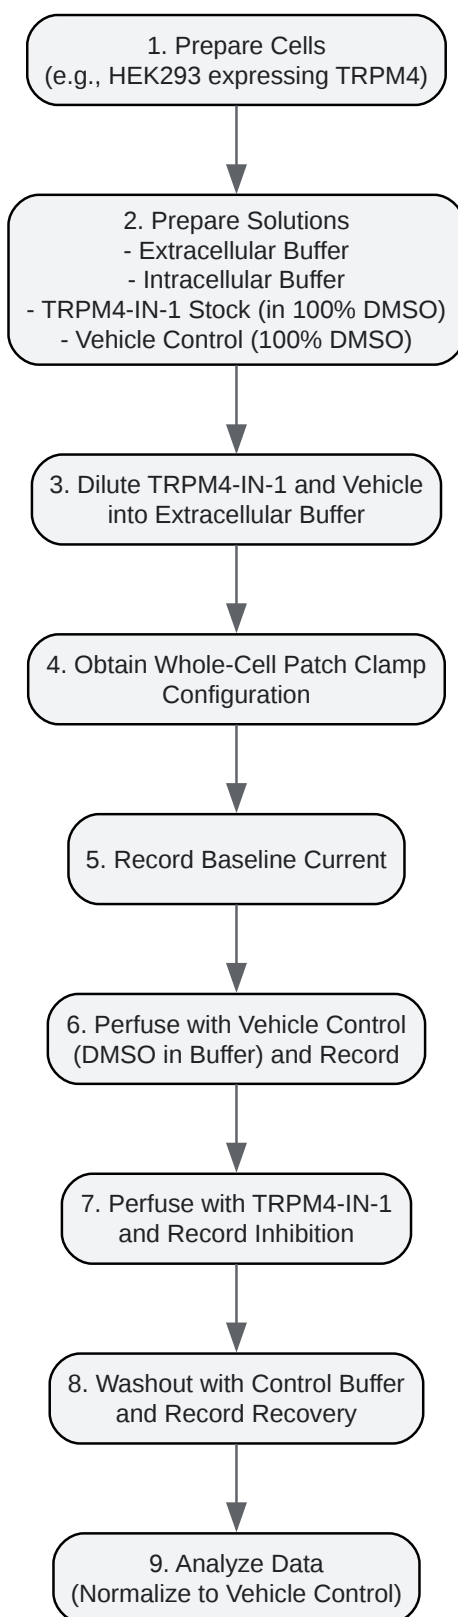 1. Prepare Cells
(e.g., HEK293 expressing TRPM4)
2. Prepare Solutions
- Extracellular Buffer
- Intracellular Buffer
- TRPM4-IN-1 Stock (in 100% DMSO)
- Vehicle Control (100% DMSO)
3. Dilute TRPM4-IN-1 and Vehicle
into Extracellular Buffer
4. Obtain Whole-Cell Patch Clamp
Configuration
5. Record Baseline Current
6. Perfuse with Vehicle Control
(DMSO in Buffer) and Record
7. Perfuse with TRPM4-IN-1
and Record Inhibition
8. Washout with Control Buffer
and Record Recovery
9. Analyze Data
(Normalize to Vehicle Control)